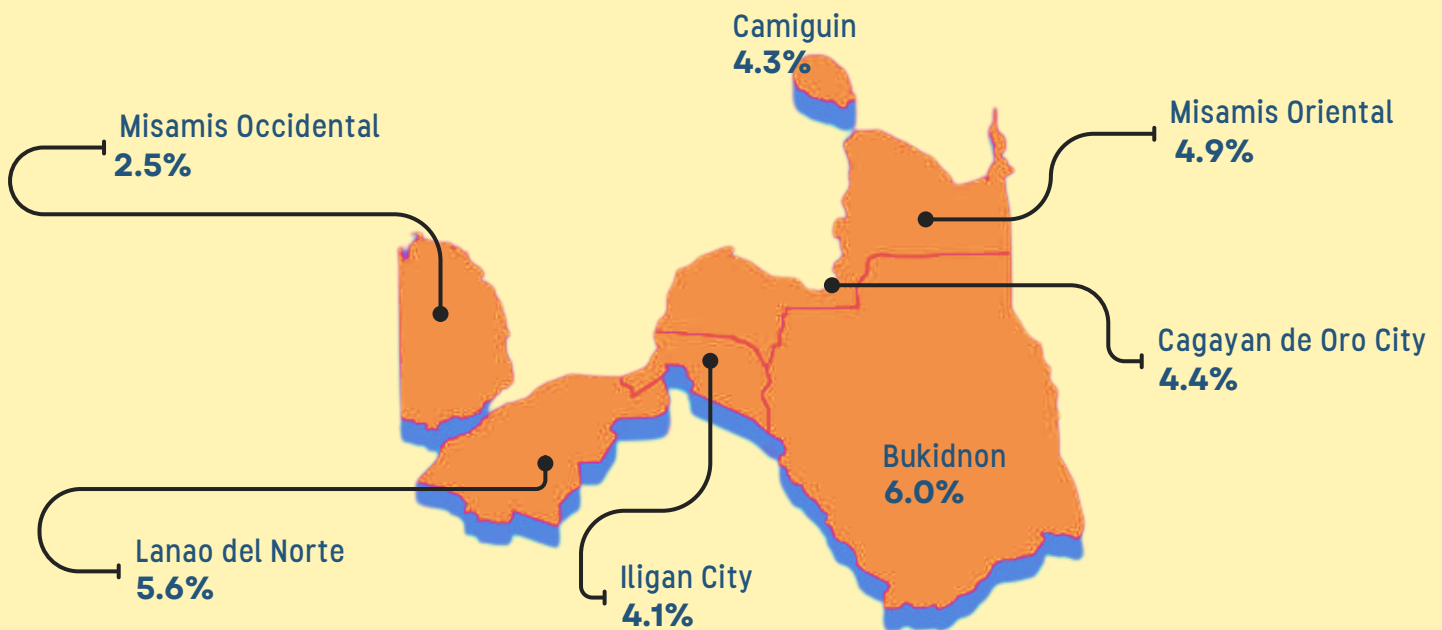 Camiguin
4.3%
Misamis Occidental
2.5%
Misamis Oriental
4.9%
Cagayan de Oro City
4.4%
Bukidnon
6.0%
Lanao del Norte
5.6%
Iligan City
4.1%